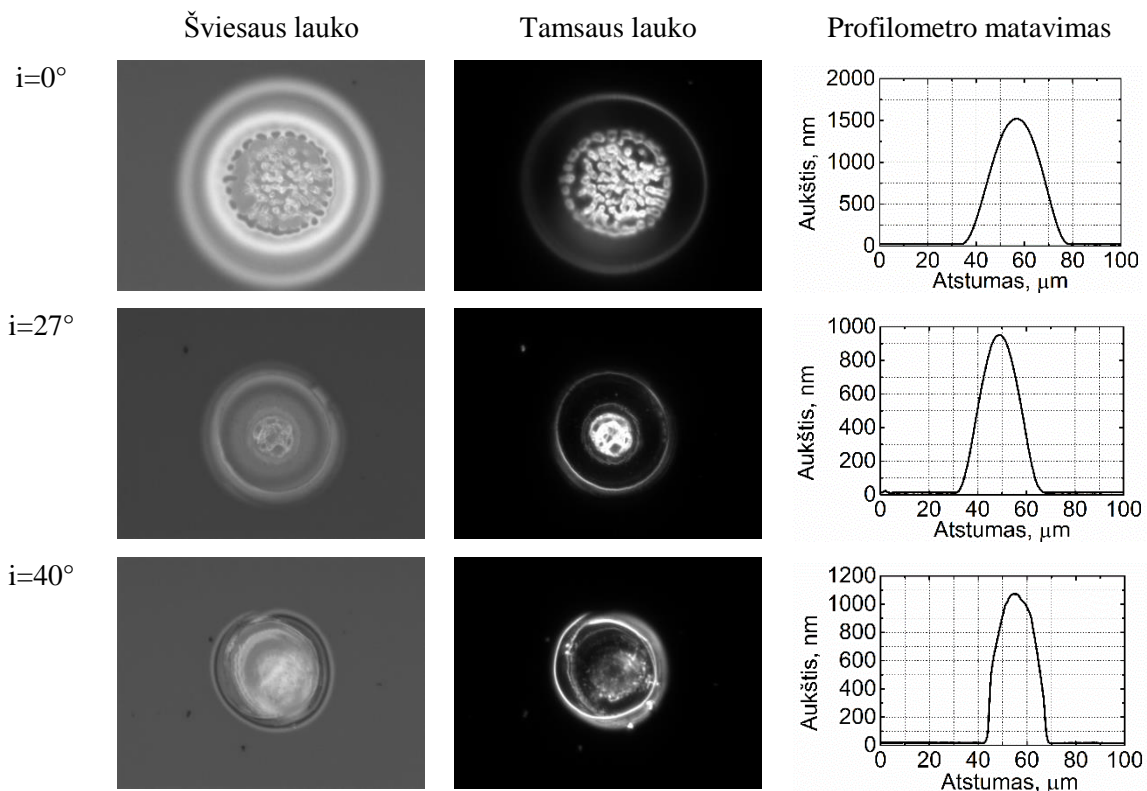 Šviesaus lauko Tamsaus lauko Profilometro matavimas
i=0°
2000
1500
1000
500
0
Aukštis, nm
0 20 40 60 80 100
Atstumas, μm
i=27°
1000
800
600
400
200
0
Aukštis, nm
0 20 40 60 80 100
Atstumas, μm
i=40°
1200
1000
800
600
400
200
0
Aukštis, nm
0 20 40 60 80 100
Atstumas, μm